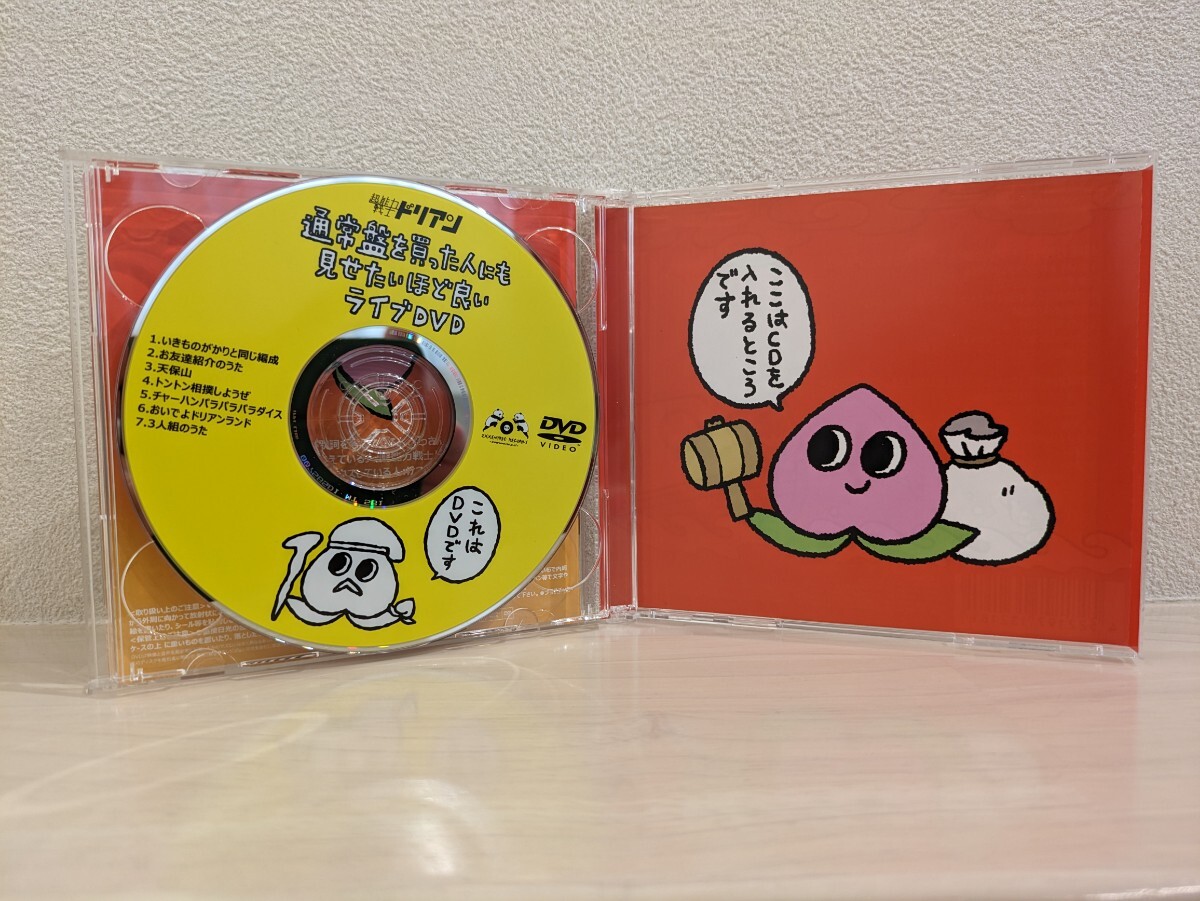 超能力
戦士
ドリアン
通常盤を買った人にも
見せたいほど良い
ライブDVD
1.いきものがかりと同じ編成
2.お友達紹介のうた
3.天保山
4.トントン相撲しようぜ
5.チャーハンパラパラパラダイス
6.おいでよドリアンランド
7.3人組のうた
DVD
VIDEO
これは
DVDです
ここはCDを
入れるところ
です